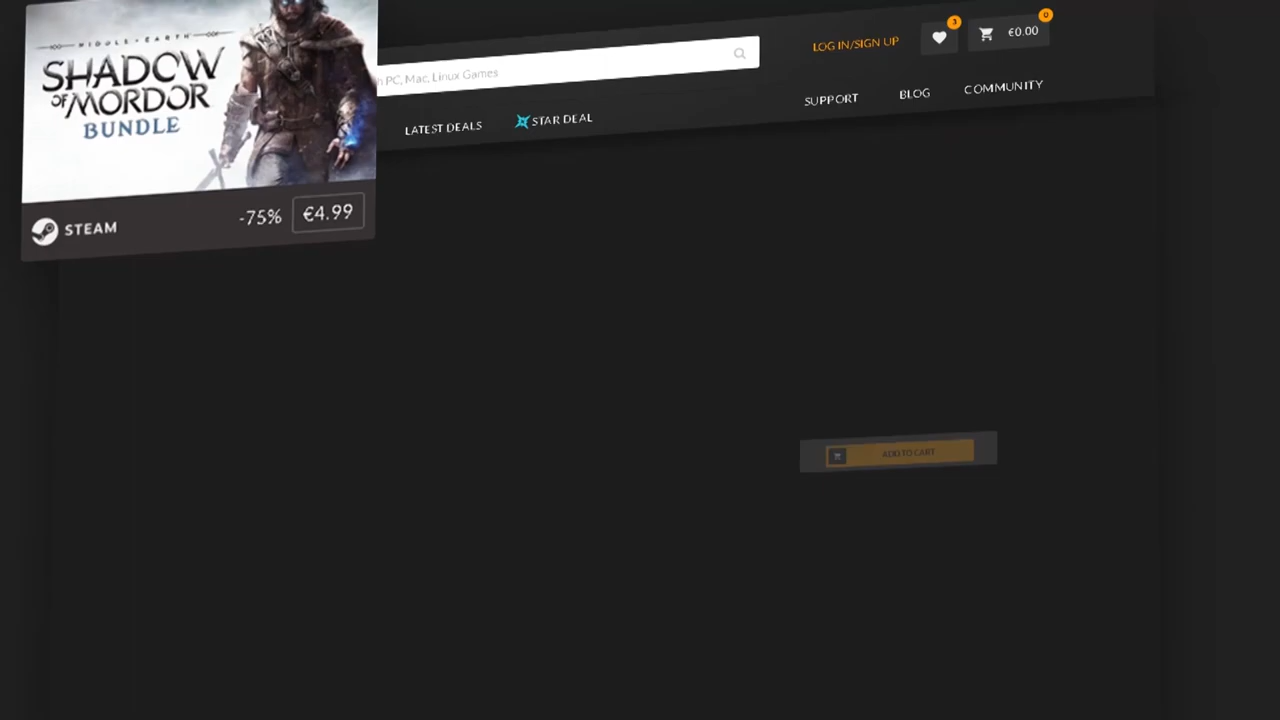 MIDDLE-EARTH
SHADOW
OF MORDOR
BUNDLE
STEAM
-75%
€4.99
PC, Mac, Linux Games
LOG IN/SIGN UP
3
0
€0.00
LATEST DEALS
STAR DEAL
SUPPORT
BLOG
COMMUNITY
ADD TO CART